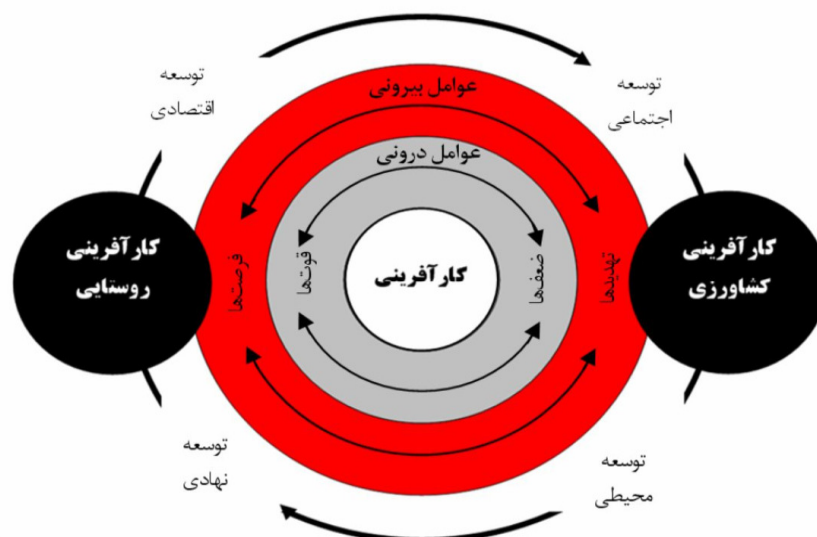 توسعه
اجتماعی
توسعه
اقتصادی
عوامل بیرونی
عوامل درونی
کارآفرینی
کشاورزی
تهدیدها
ضعف‌ها
کارآفرینی
قوت‌ها
فرصت‌ها
کارآفرینی
روستایی
توسعه
محیطی
توسعه
نهادی